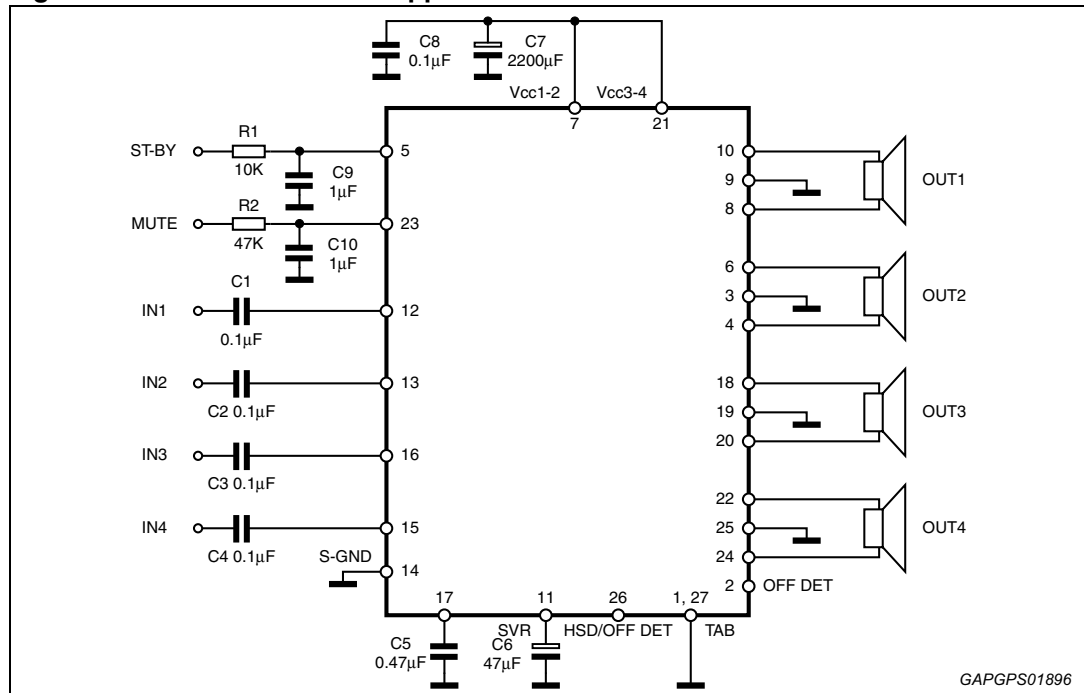 C8
0.1μF
C7
2200μF
Vcc1-2
Vcc3-4
7
21
ST-BY
R1
10K
C9
1μF
5
MUTE
R2
47K
C10
1μF
23
IN1
C1
0.1μF
12
IN2
C2 0.1μF
13
IN3
C3 0.1μF
16
IN4
C4 0.1μF
15
S-GND
14
10
9
8
OUT1
6
3
4
OUT2
18
19
20
OUT3
22
25
24
OUT4
2 OFF DET
17
11
26
1, 27
SVR
HSD/OFF DET
TAB
C5
0.47μF
C6
47μF
GAPGPS01896